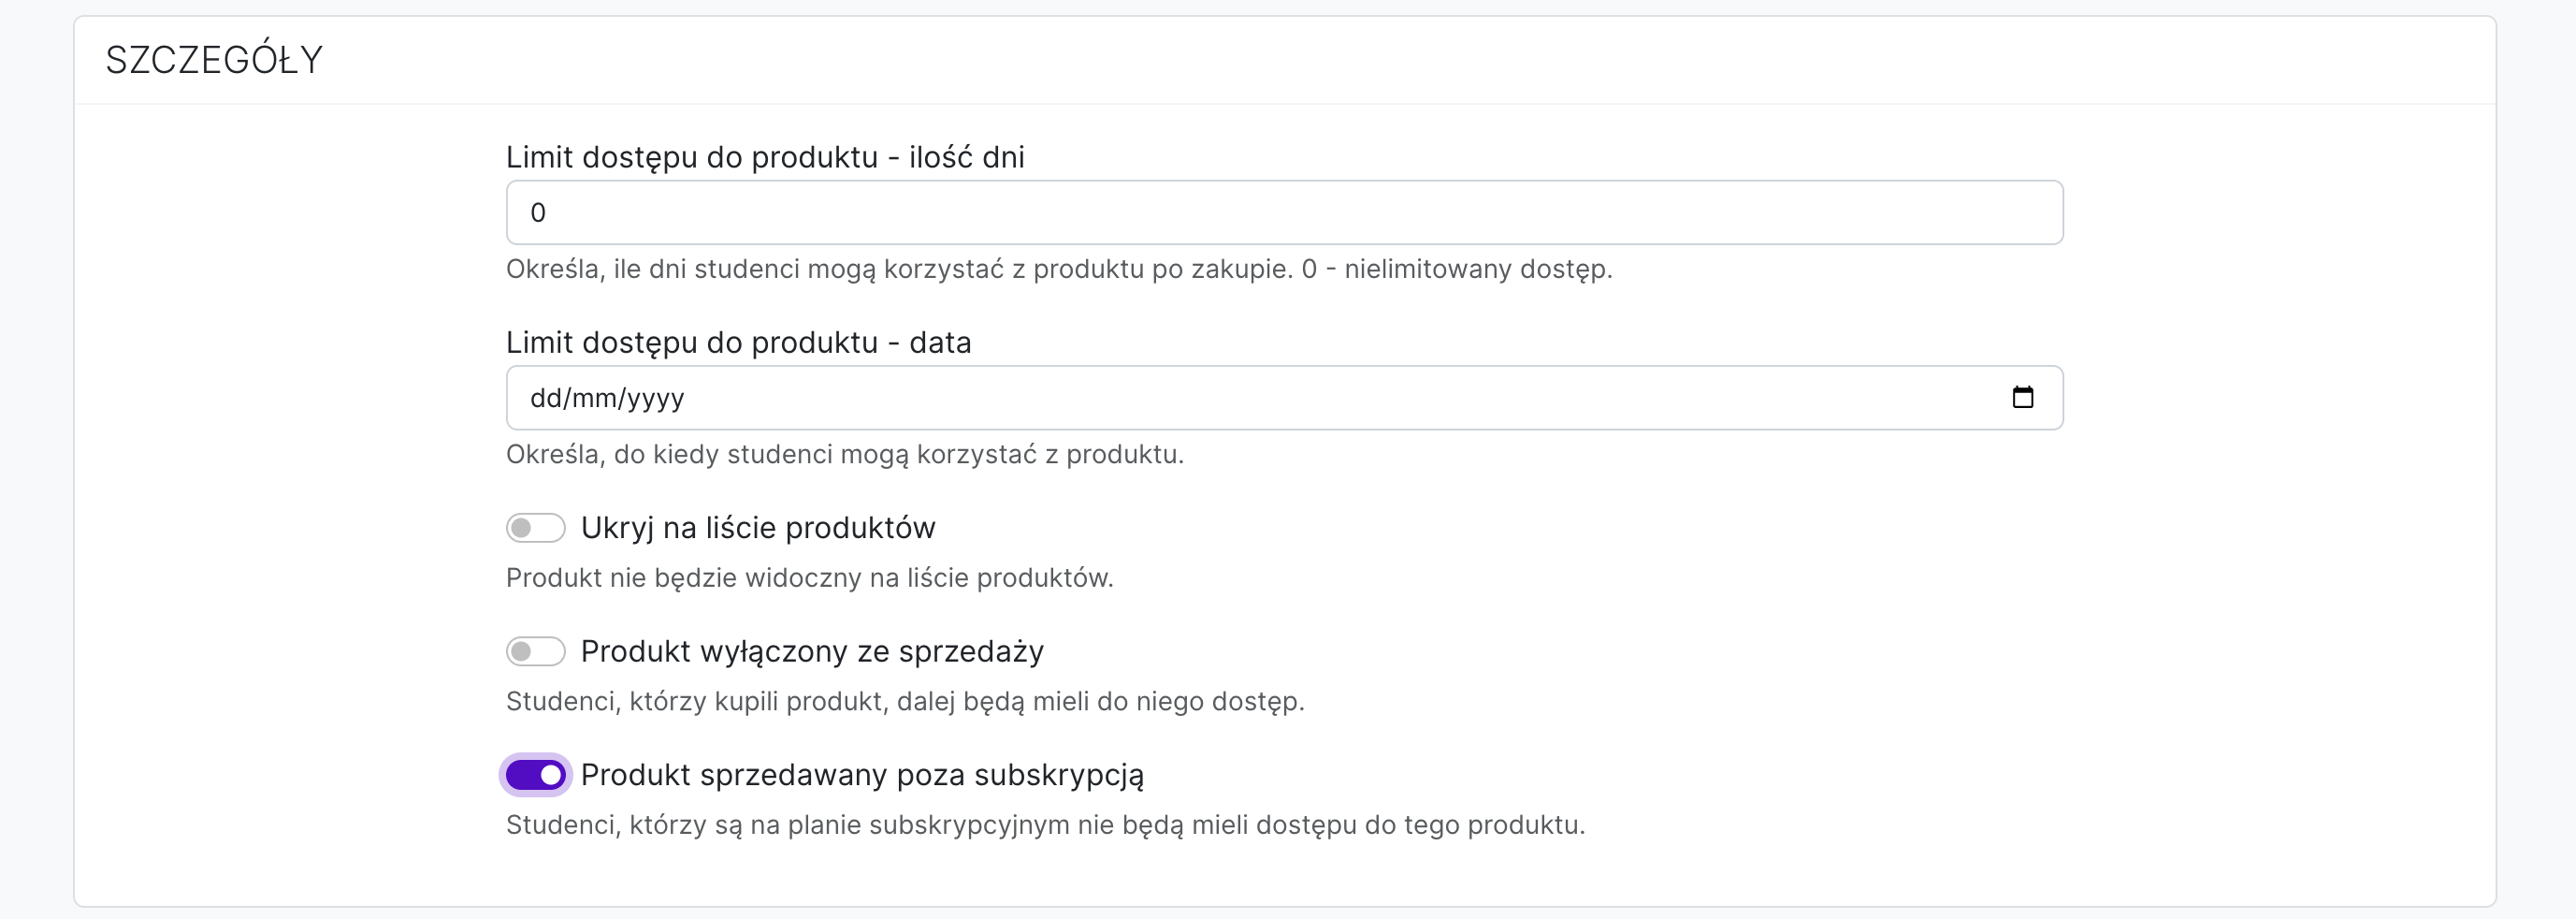 SZCZEGÓŁY
Limit dostępu do produktu - ilość dni
0
Określa, ile dni studenci mogą korzystać z produktu po zakupie. 0 - nielimitowany dostęp.
Limit dostępu do produktu - data
dd/mm/yyyy
Określa, do kiedy studenci mogą korzystać z produktu.
Ukryj na liście produktów
Produkt nie będzie widoczny na liście produktów.
Produkt wyłączony ze sprzedaży
Studenci, którzy kupili produkt, dalej będą mieli do niego dostęp.
Produkt sprzedawany poza subskrypcją
Studenci, którzy są na planie subskrypcyjnym nie będą mieli dostępu do tego produktu.